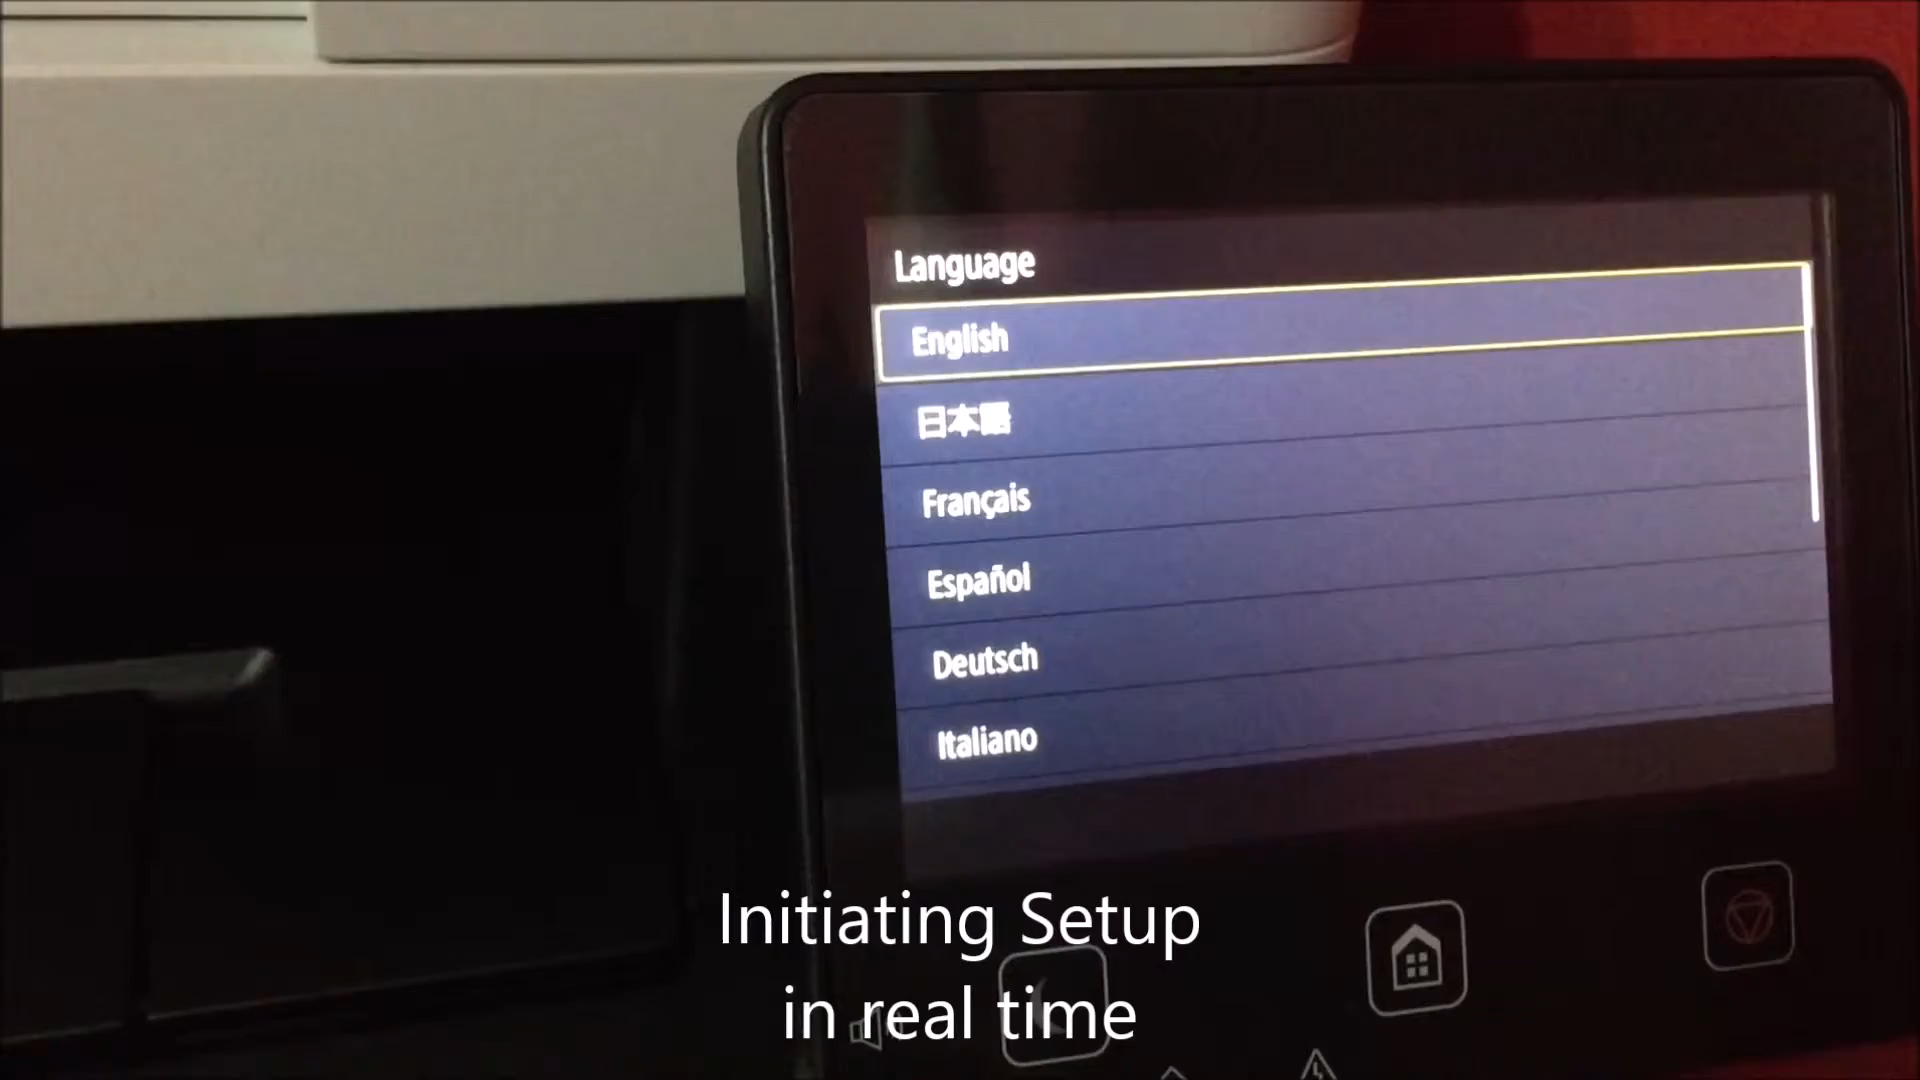 Language
English
日本語
Français
Español
Deutsch
Italiano
Initiating Setup
in real time